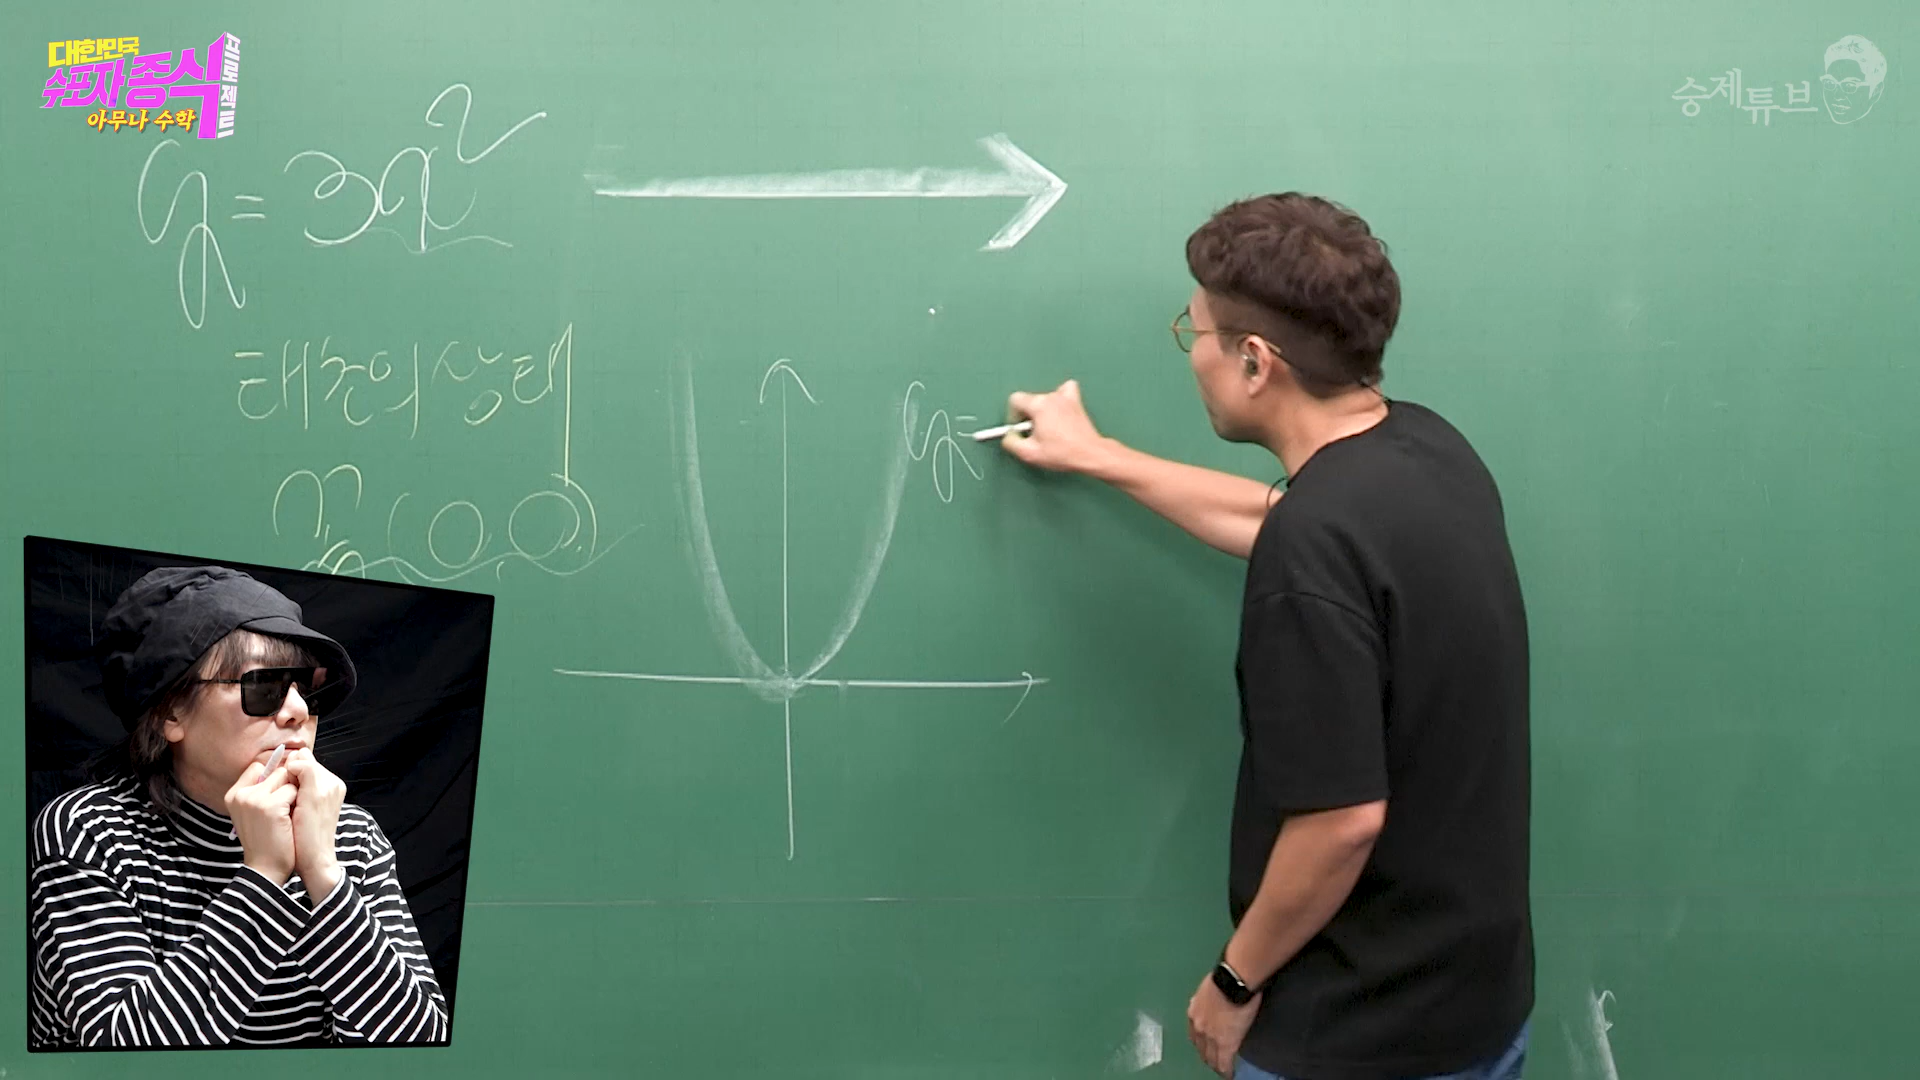 대한민국
수포자 종식
프로젝트!
아무나 수학
승제튜브
y = 3x²
태초의 상태
꼭(0,0)
y=